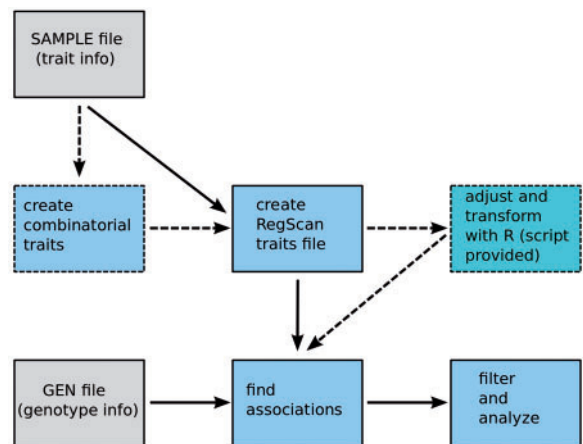 SAMPLE file
(trait info)
create
combinatorial
traits
create
RegScan
traits file
adjust and
transform
with R (script
provided)
GEN file
(genotype info)
find
associations
filter
and
analyze